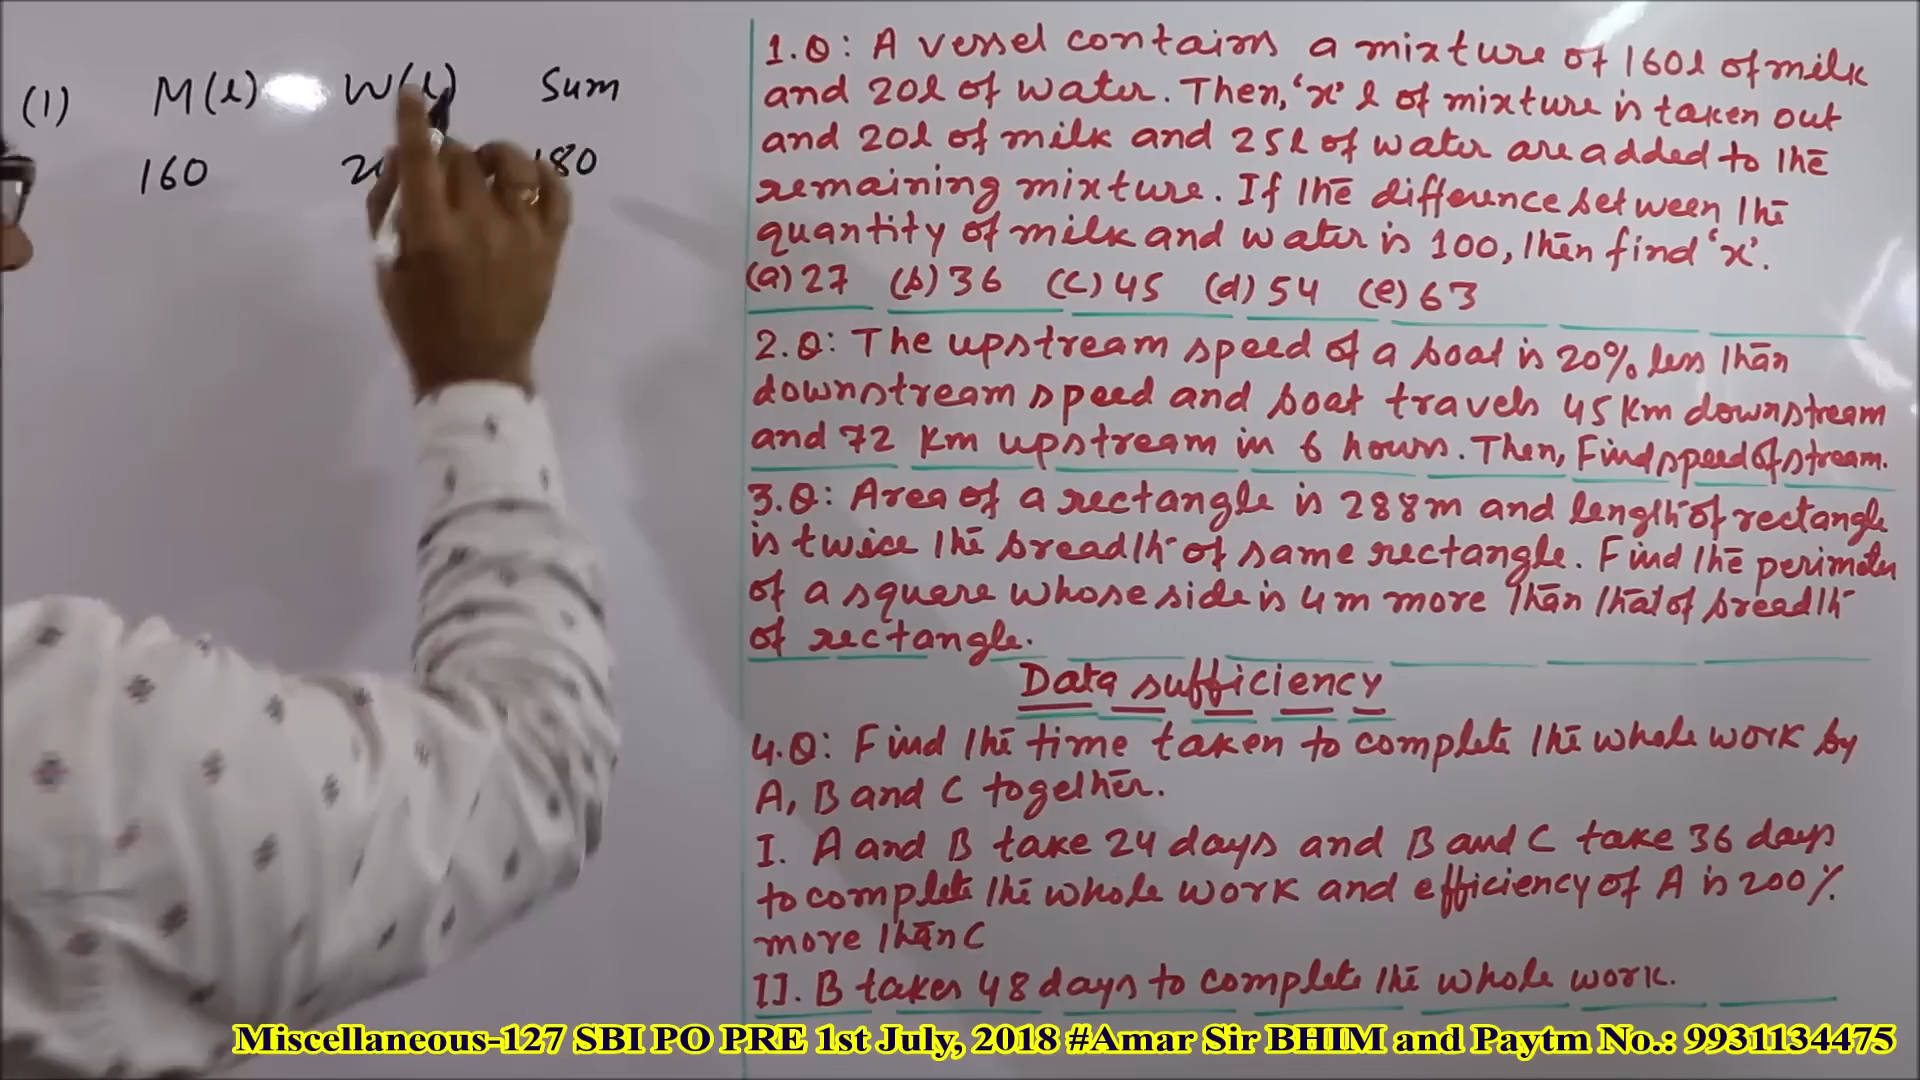 (1) M(l) W(l) Sum
160 20 180
1.Q: A vessel contains a mixture of 160l of milk
and 20l of water. Then, 'x' l of mixture is taken out
and 20l of milk and 25l of water are added to the
remaining mixture. If the difference between the
quantity of milk and water is 100, then find 'x'.
(a) 27 (b) 36 (c) 45 (d) 54 (e) 63
2.Q: The upstream speed of a boat is 20% less than
downstream speed and boat travels 45 km downstream
and 72 km upstream in 6 hours. Then, Find speed of stream.
3.Q: Area of a rectangle is 288m and length of rectangle
is twice the breadth of same rectangle. Find the perimeter
of a square whose side is 4m more than that of breadth
of rectangle.
Data sufficiency
4.Q: Find the time taken to complete the whole work by
A, B and C together.
I. A and B take 24 days and B and C take 36 days
to complete the whole work and efficiency of A is 200%
more than C
II. B takes 48 days to complete the whole work.
Miscellaneous-127 SBI PO PRE 1st July, 2018 #Amar Sir BHIM and Paytm No.: 9931134475